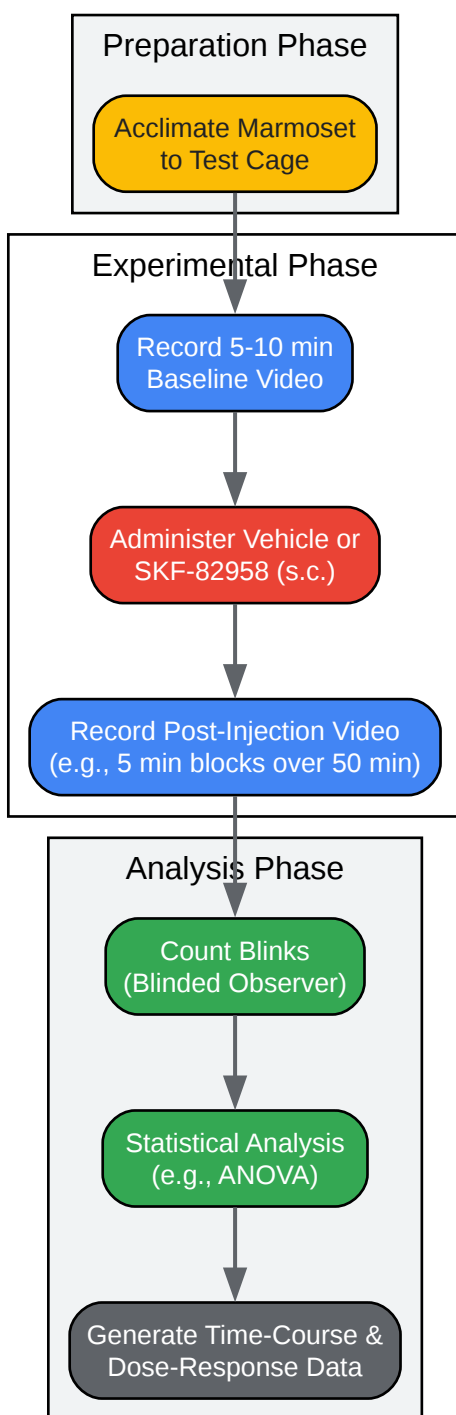 Preparation Phase
Acclimate Marmoset
to Test Cage
Experimental Phase
Record 5-10 min
Baseline Video
Administer Vehicle or
SKF-82958 (s.c.)
Record Post-Injection Video
(e.g., 5 min blocks over 50 min)
Analysis Phase
Count Blinks
(Blinded Observer)
Statistical Analysis
(e.g., ANOVA)
Generate Time-Course &
Dose-Response Data